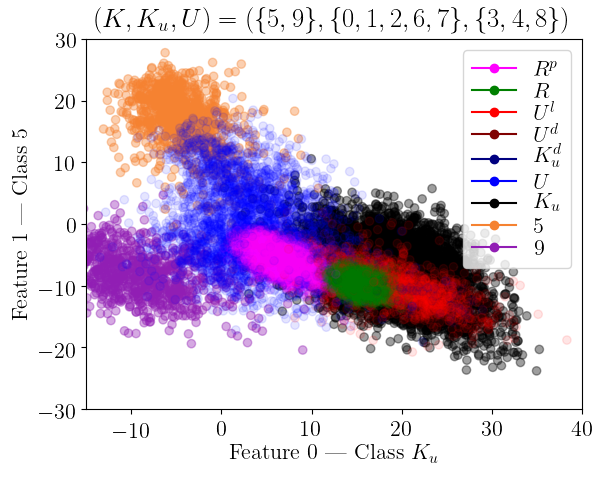 (K, K_u, U) = ({5, 9}, {0, 1, 2, 6, 7}, {3, 4, 8})
30
20
10
0
−10
−20
−30
Feature 1 — Class 5
R^p
R
U^l
U^d
K_u^d
U
K_u
5
9
−10 0 10 20 30 40
Feature 0 — Class K_u